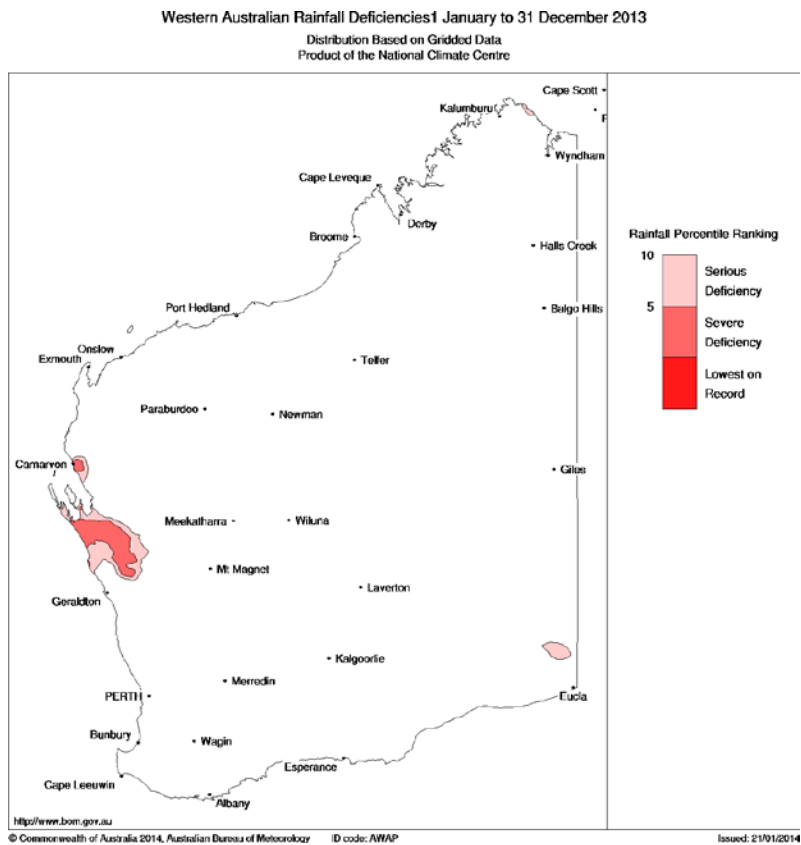 Western Australian Rainfall Deficiencies1 January to 31 December 2013
Distribution Based on Gridded Data
Product of the National Climate Centre
Cape Scott
Kalumburu
F
Wyndham
Cape Leveque
Derby
Broome
Halls Creek
Rainfall Percentile Ranking
10
Serious
Deficiency
5
Severe
Deficiency
Lowest on
Record
Port Hedland
Balgo Hills
Onslow
Exmouth
Telfer
Paraburdoo
Newman
Carnarvon
Giles
Meekatharra
Wiluna
Mt Magnet
Laverton
Geraldton
Kalgoorlie
Merredin
PERTH
Eucla
Bunbury
Wagin
Esperance
Cape Leeuwin
Albany
http://www.bom.gov.au
© Commonwealth of Australia 2014, Australian Bureau of Meteorology ID code: AWAP Issued: 21/01/2014